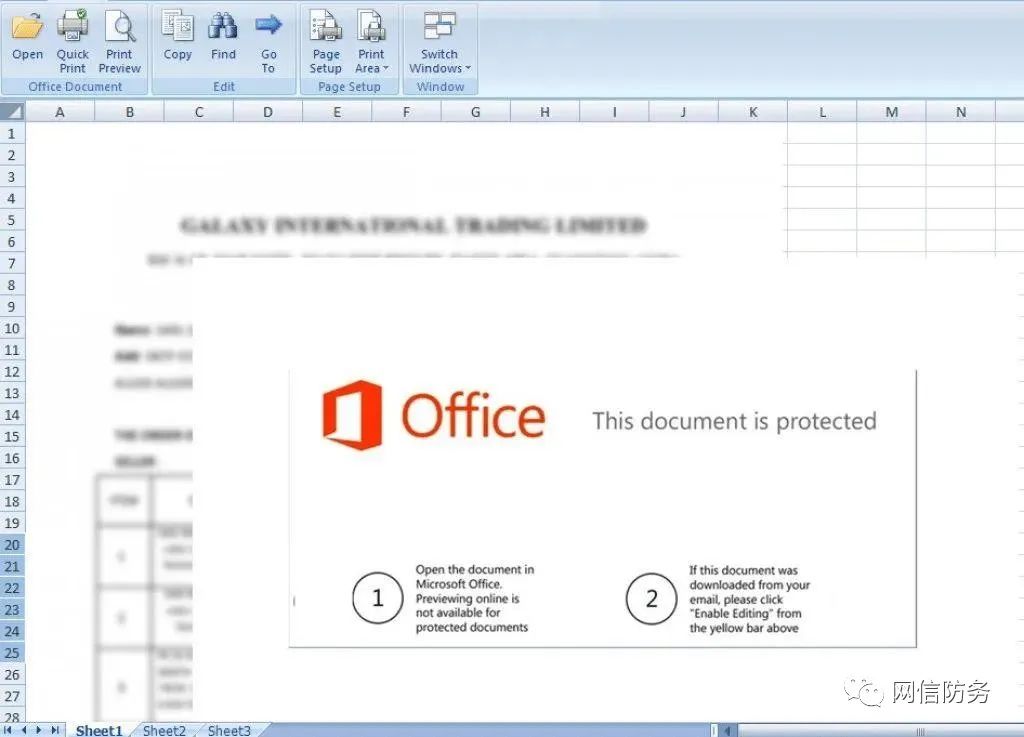 Open
Quick Print
Print Preview
Copy
Find
Go To
Page Setup
Print Area
Switch Windows
Office Document
Edit
Page Setup
Window
A B C D E F G H I J K L M N
1
2
3
4
5
6
7
8
9
10
11
12
13
14
15
16
17
18
19
20
21
22
23
24
25
26
27
28
GALAXY INTERNATIONAL TRADING LIMITED
Office
This document is protected
1
Open the document in
Microsoft Office.
Previewing online is
not available for
protected documents
2
If this document was
downloaded from your
email, please click
"Enable Editing" from
the yellow bar above
网信防务
Sheet1 Sheet2 Sheet3